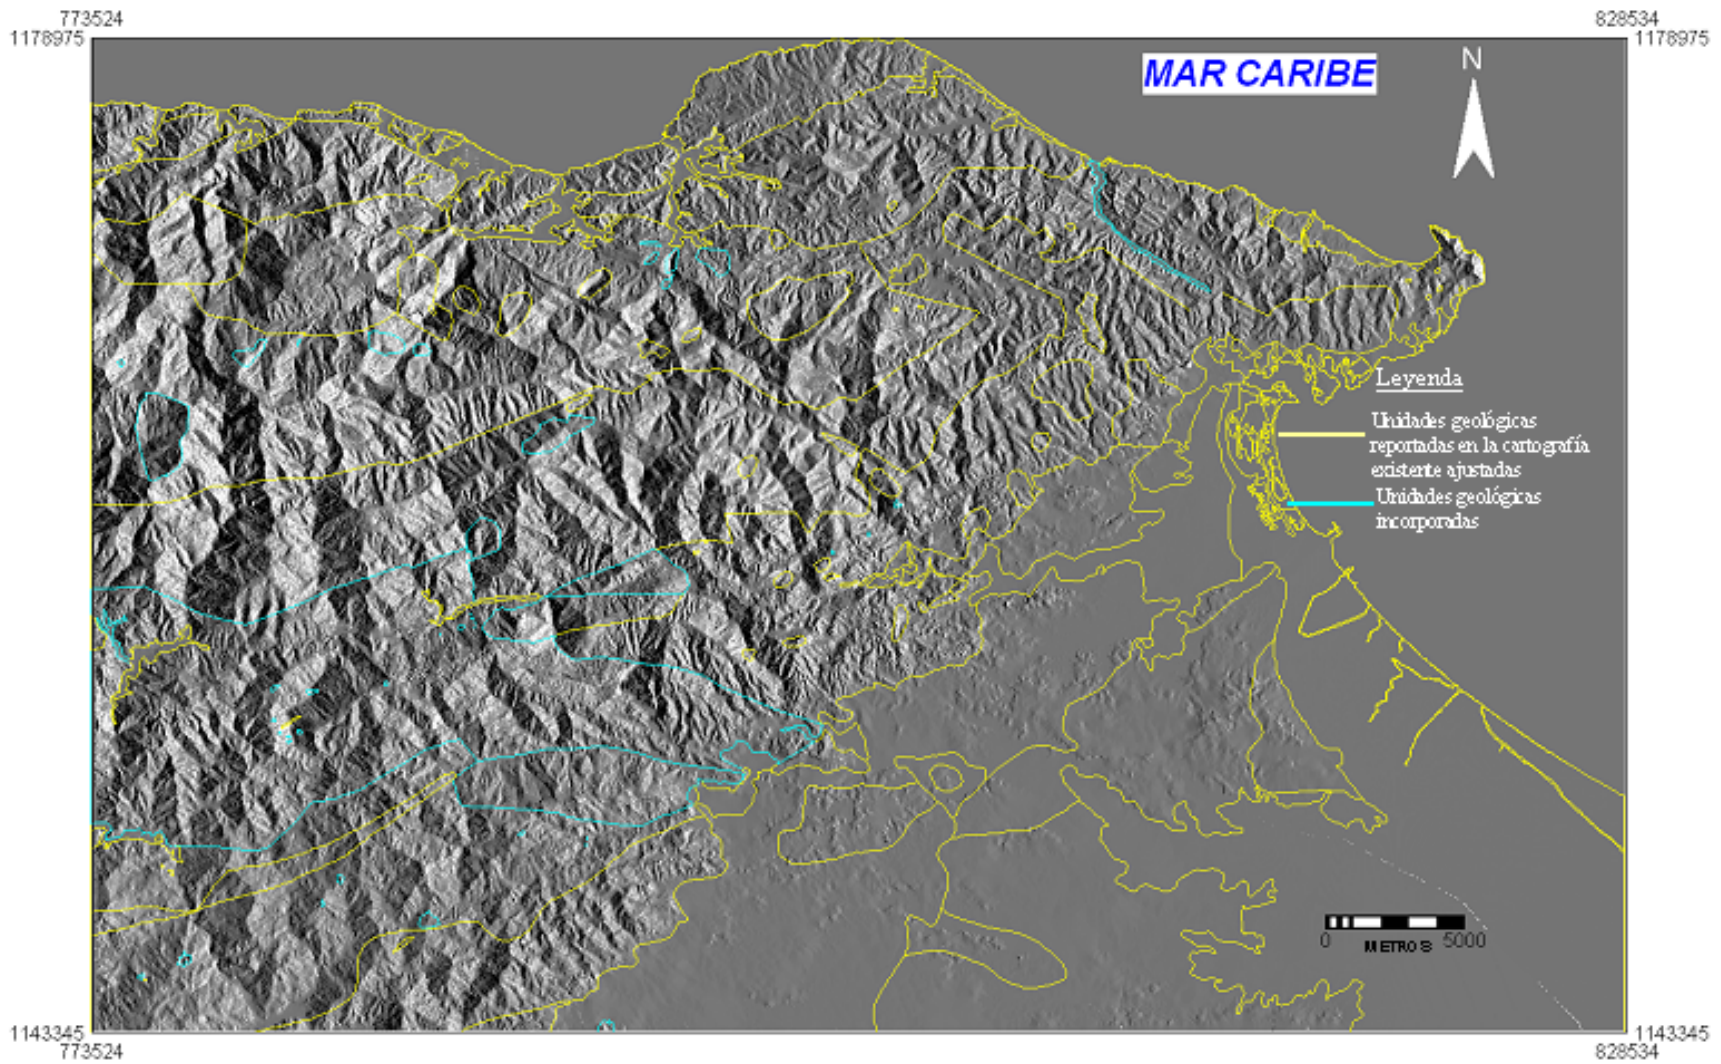 773524 828534
1178975 1178975
MAR CARIBE
N
Leyenda
Unidades geológicas
reportadas en la cartografía
existente ajustadas
Unidades geológicas
incorporadas
0 5000
METROS
1143345 1143345
773524 828534